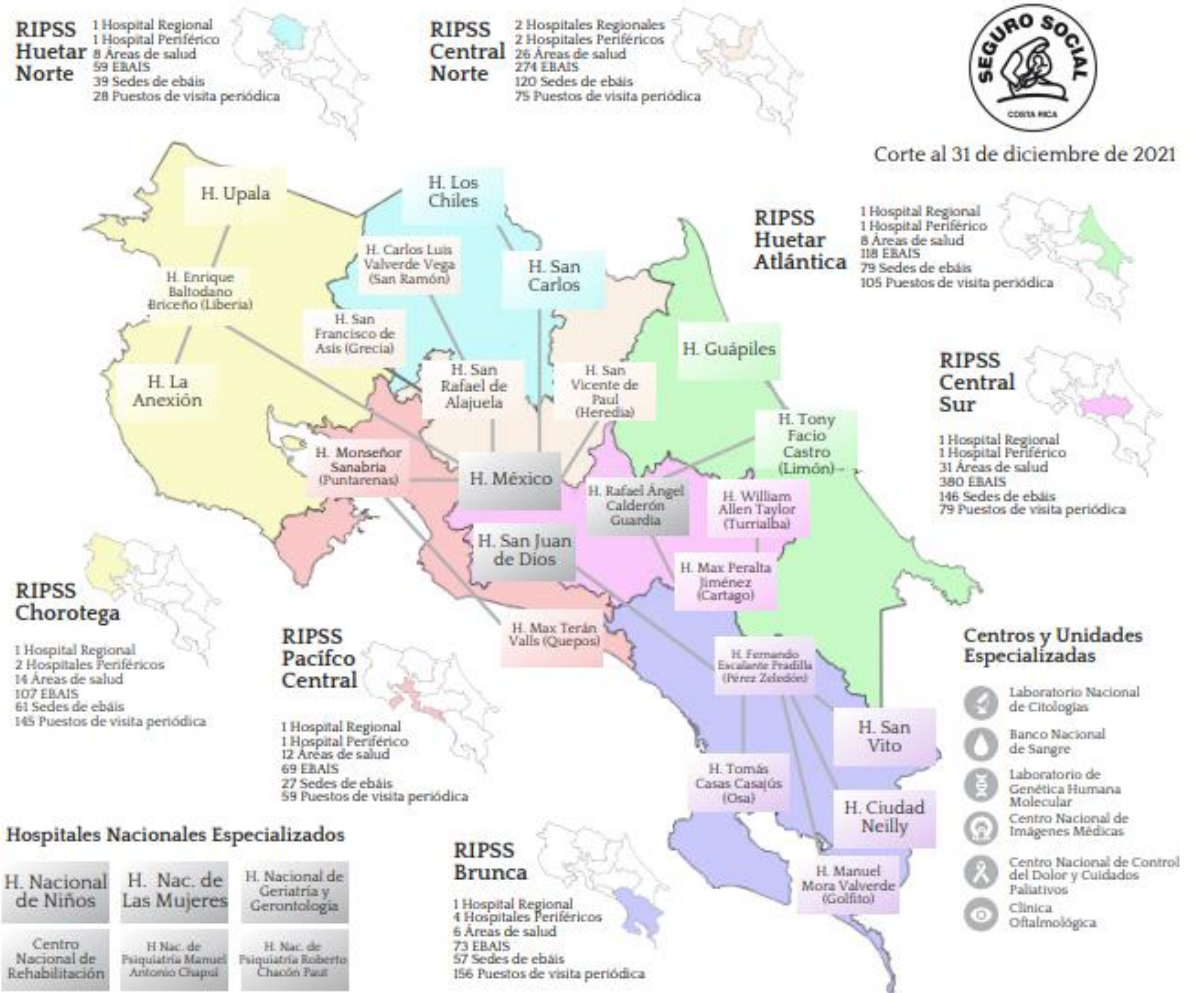 RIPSS
Huetar
Norte
1 Hospital Regional
1 Hospital Periférico
8 Áreas de salud
59 EBAIS
39 Sedes de ebáis
28 Puestos de visita periódica
RIPSS
Central
Norte
2 Hospitales Regionales
2 Hospitales Periféricos
26 Áreas de salud
274 EBAIS
120 Sedes de ebáis
75 Puestos de visita periódica
SEGURO SOCIAL
COSTA RICA
Corte al 31 de diciembre de 2021
H. Upala
H. Los
Chiles
H. Carlos Luis
Valverde Vega
(San Ramón)
H. San
Carlos
H. Enrique
Baltodano
Briceño (Liberia)
H. San
Francisco de
Asís (Grecia)
H. La
Anexión
H. San
Rafael de
Alajuela
H. San
Vicente de
Paul
(Heredia)
H. Guápiles
H. Tony
Facio
Castro
(Limón)
H. Monseñor
Sanabria
(Puntarenas)
H. México
H. Rafael Ángel
Calderón
Guardia
H. William
Allen Taylor
(Turrialba)
H. San Juan
de Dios
H. Max Peralta
Jiménez
(Cartago)
H. Max Terán
Valls (Quepos)
H. Fernando
Escalante Pradilla
(Pérez Zeledón)
H. San
Vito
H. Tomás
Casas Casajús
(Osa)
H. Ciudad
Neilly
H. Manuel
Mora Valverde
(Golfito)
RIPSS
Huetar
Atlántica
1 Hospital Regional
1 Hospital Periférico
8 Áreas de salud
118 EBAIS
79 Sedes de ebáis
105 Puestos de visita periódica
RIPSS
Central
Sur
1 Hospital Regional
1 Hospital Periférico
31 Áreas de salud
380 EBAIS
146 Sedes de ebáis
79 Puestos de visita periódica
RIPSS
Chorotega
1 Hospital Regional
2 Hospitales Periféricos
14 Áreas de salud
107 EBAIS
61 Sedes de ebáis
145 Puestos de visita periódica
RIPSS
Pacífco
Central
1 Hospital Regional
1 Hospital Periférico
12 Áreas de salud
69 EBAIS
27 Sedes de ebáis
59 Puestos de visita periódica
RIPSS
Brunca
1 Hospital Regional
4 Hospitales Periféricos
6 Áreas de salud
73 EBAIS
57 Sedes de ebáis
156 Puestos de visita periódica
Centros y Unidades
Especializadas
Laboratorio Nacional
de Citologías
Banco Nacional
de Sangre
Laboratorio de
Genética Humana
Molecular
Centro Nacional de
Imágenes Médicas
Centro Nacional de Control
del Dolor y Cuidados
Paliativos
Clínica
Oftalmológica
Hospitales Nacionales Especializados
H. Nacional
de Niños
H. Nac. de
Las Mujeres
H. Nacional de
Geriatría y
Gerontología
Centro
Nacional de
Rehabilitación
H Nac. de
Psiquiatría Manuel
Antonio Chapuí
H. Nac. de
Psiquiatría Roberto
Chacón Paut